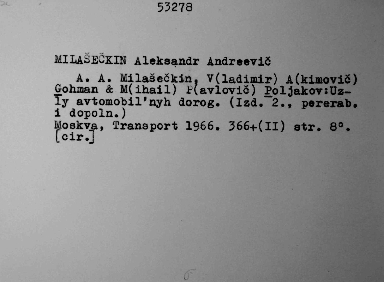 53278
MILAŠEČKIN Aleksandr Andreevič
A. A. Milašečkin, V(ladimir) A(kimovič)
Gohman & M(ihail) P(avlovič) Poljakov:Uz-
ly avtomobil'nyh dorog. (Izd. 2., pererab.
i dopoln.)
Moskva, Transport 1966. 366+(II) str. 8°.
[cir.]